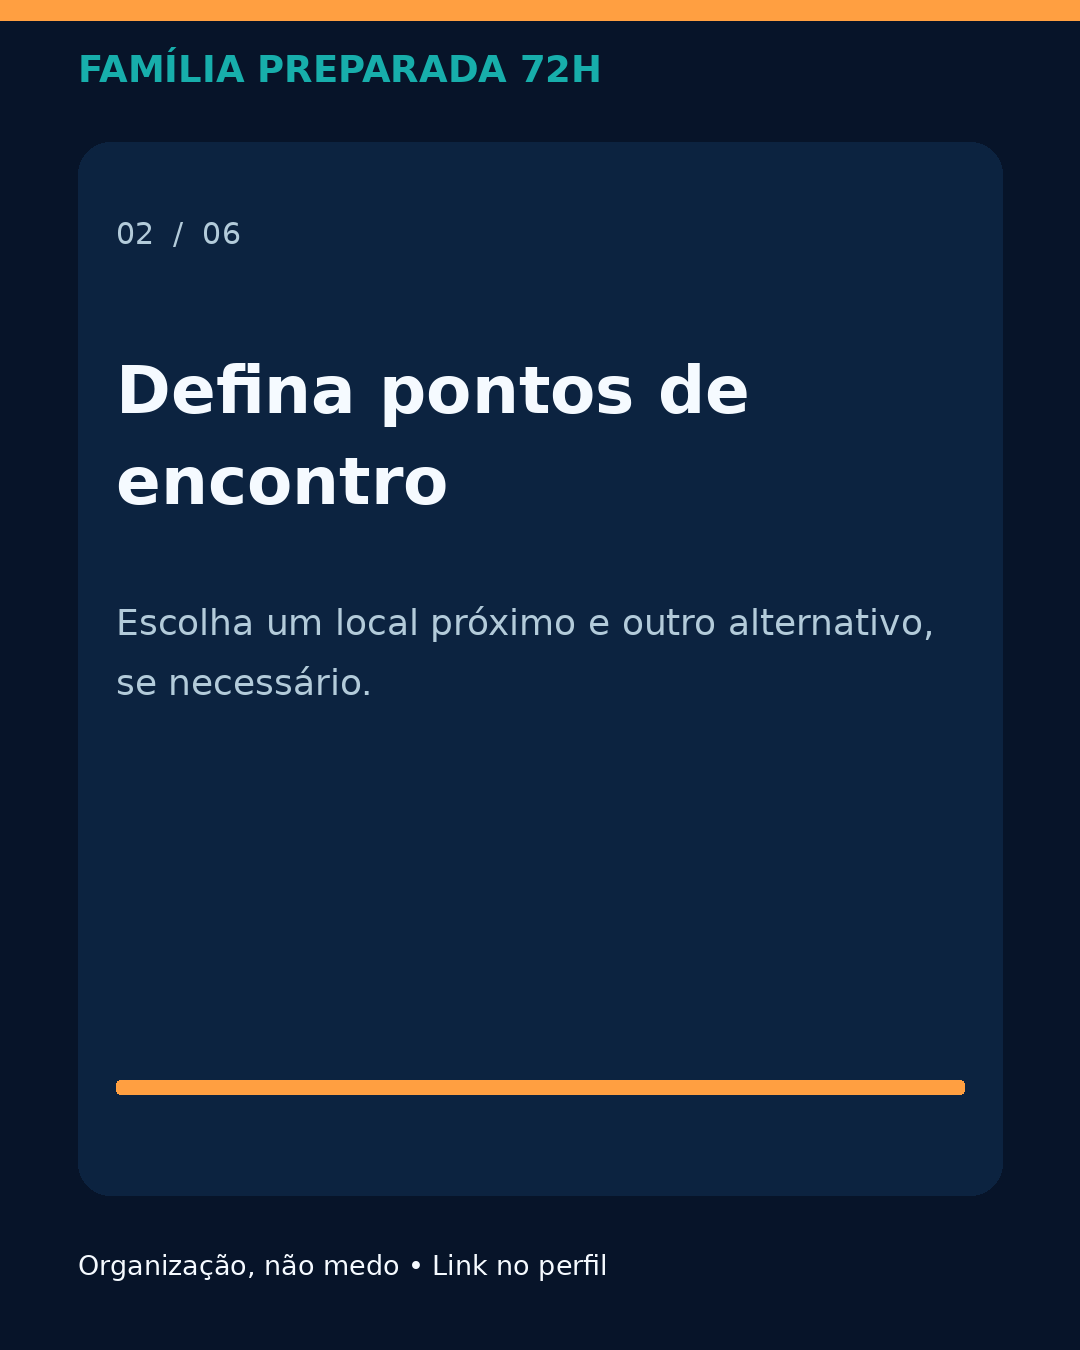 FAMÍLIA PREPARADA 72H
02 / 06
Defina pontos de
encontro
Escolha um local próximo e outro alternativo,
se necessário.
Organização, não medo • Link no perfil